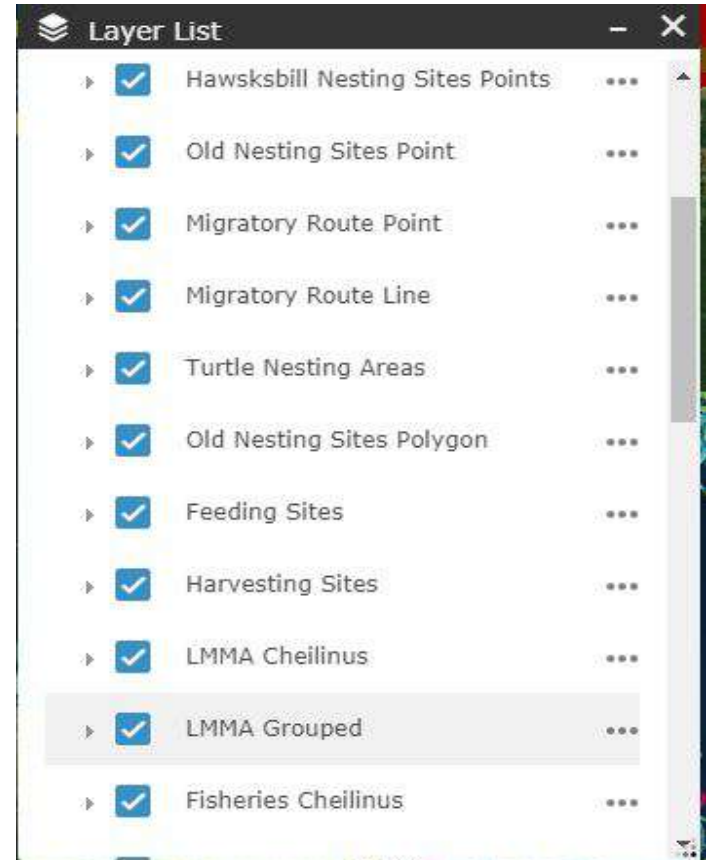 Layer List
Hawsksbill Nesting Sites Points
Old Nesting Sites Point
Migratory Route Point
Migratory Route Line
Turtle Nesting Areas
Old Nesting Sites Polygon
Feeding Sites
Harvesting Sites
LMMA Cheilinus
LMMA Grouped
Fisheries Cheilinus